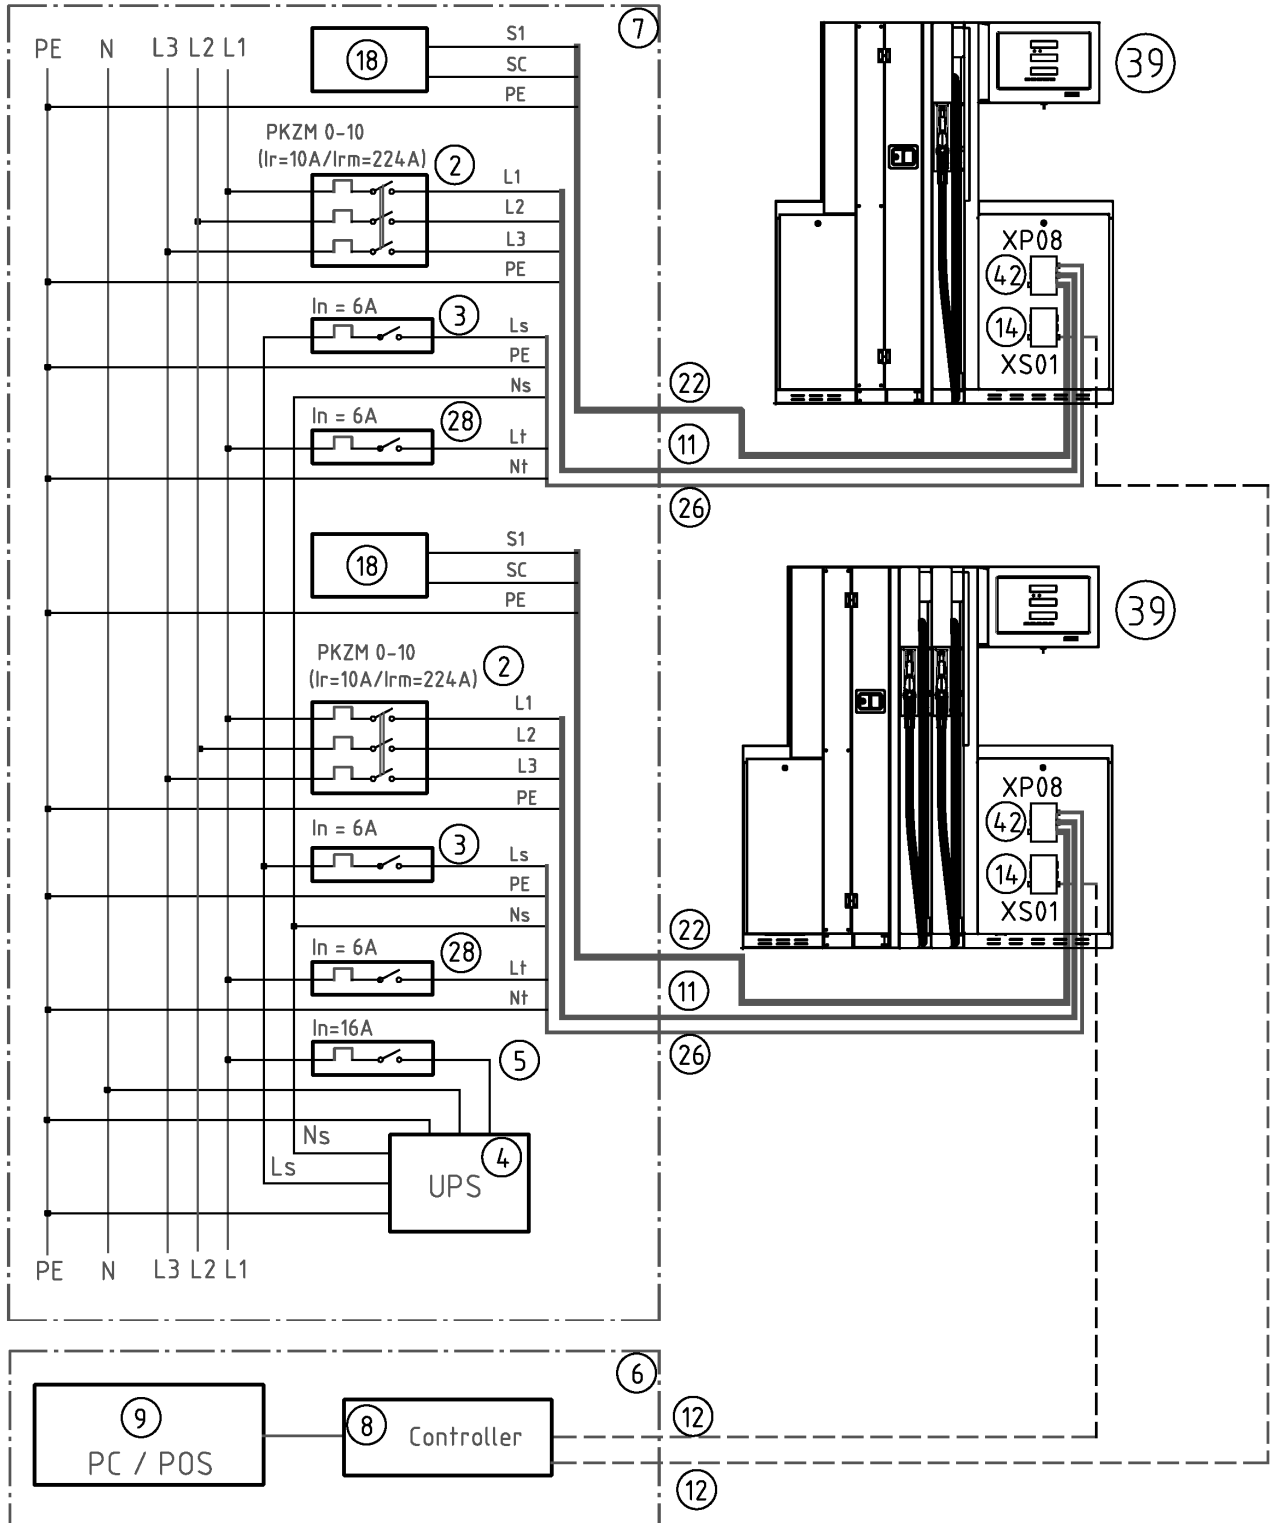 PE N L3 L2 L1
18
S1
SC
PE
7
39
PKZM 0-10
(Ir=10A/Irm=224A)
2
L1
L2
L3
PE
In = 6A
3
Ls
PE
Ns
In = 6A
28
Lt
Nt
XP08
42
14
XS01
22
11
26
18
S1
SC
PE
39
PKZM 0-10
(Ir=10A/Irm=224A)
2
L1
L2
L3
PE
In = 6A
3
Ls
PE
Ns
In = 6A
28
Lt
Nt
XP08
42
14
XS01
22
11
26
In=16A
5
Ns
Ls
4
UPS
PE N L3 L2 L1
6
9
PC / POS
8
Controller
12
12